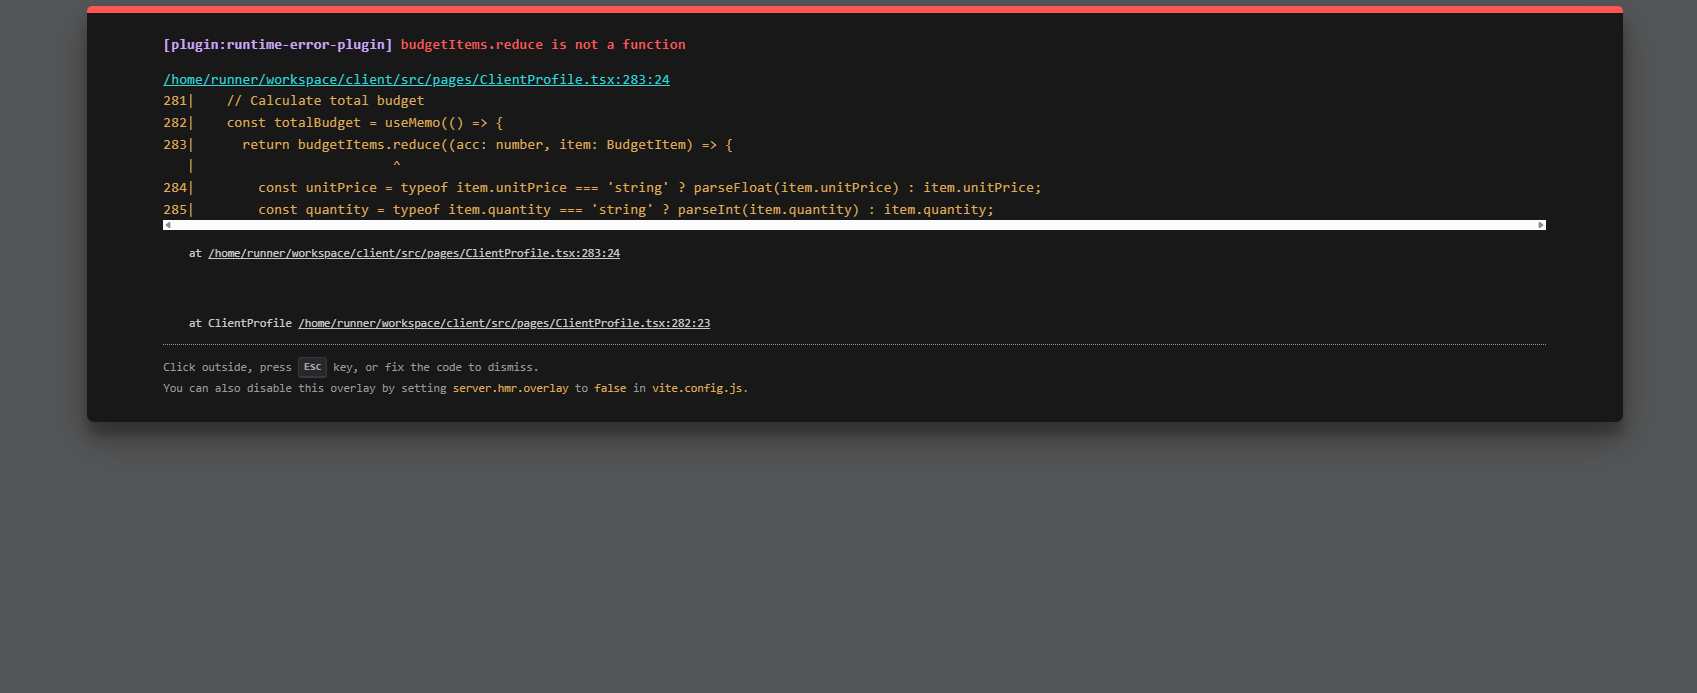 [plugin:runtime-error-plugin] budgetItems.reduce is not a function
/home/runner/workspace/client/src/pages/ClientProfile.tsx:283:24
281|    // Calculate total budget
282|    const totalBudget = useMemo(() => {
283|      return budgetItems.reduce((acc: number, item: BudgetItem) => {
   |                         ^
284|        const unitPrice = typeof item.unitPrice === 'string' ? parseFloat(item.unitPrice) : item.unitPrice;
285|        const quantity = typeof item.quantity === 'string' ? parseInt(item.quantity) : item.quantity;
at /home/runner/workspace/client/src/pages/ClientProfile.tsx:283:24
at ClientProfile /home/runner/workspace/client/src/pages/ClientProfile.tsx:282:23
Click outside, press Esc key, or fix the code to dismiss.
You can also disable this overlay by setting server.hmr.overlay to false in vite.config.js.